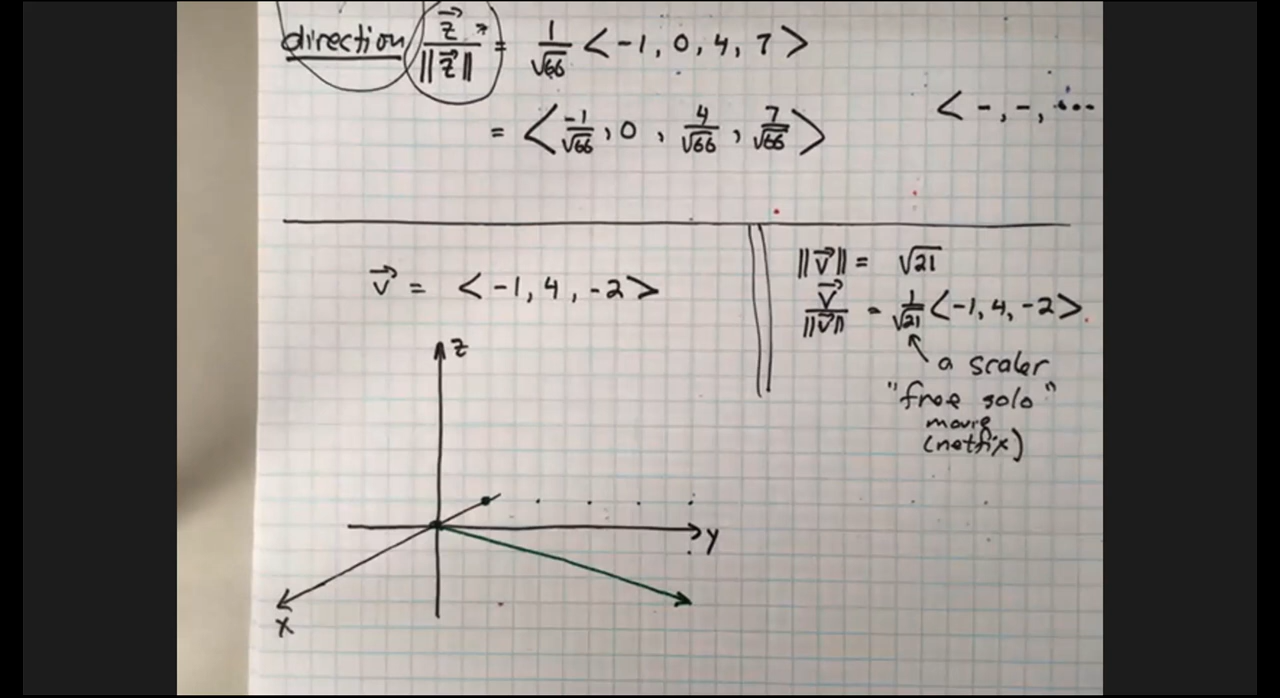 direction z⃗ / ||z⃗|| = 1/√66 < -1, 0, 4, 7 >
= < -1/√66, 0, 4/√66, 7/√66 >
< -, -, ...
v⃗ = < -1, 4, -2 >
||v⃗|| = √21
v⃗ / ||v⃗|| = 1/√21 < -1, 4, -2 >
a scaler
"free solo"
movie
(netfix)
z
y
x